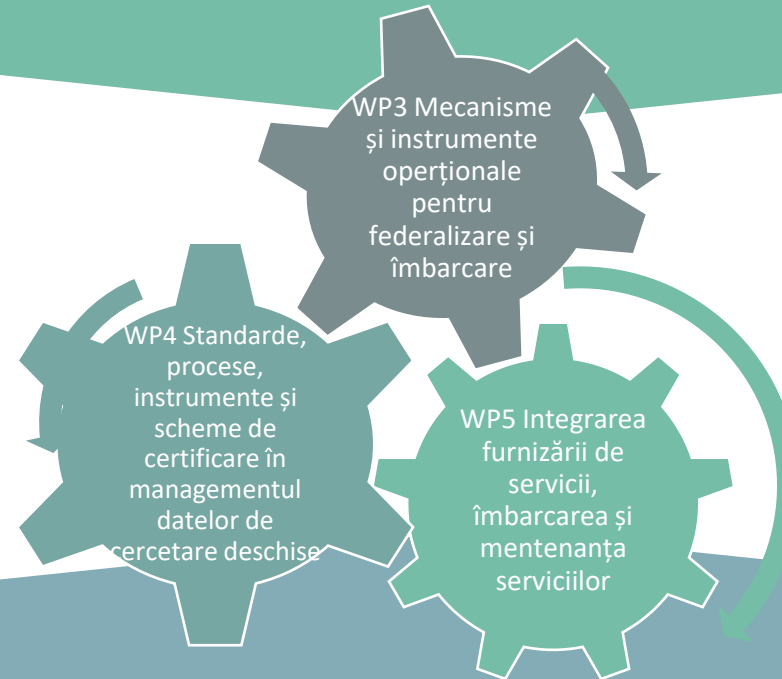 WP3 Mecanisme
și instrumente
operționale
pentru
federalizare și
îmbarcare
WP4 Standarde,
procese,
instrumente și
scheme de
certificare în
managementul
datelor de
cercetare deschise
WP5 Integrarea
furnizării de
servicii,
îmbarcarea și
mentenanța
serviciilor